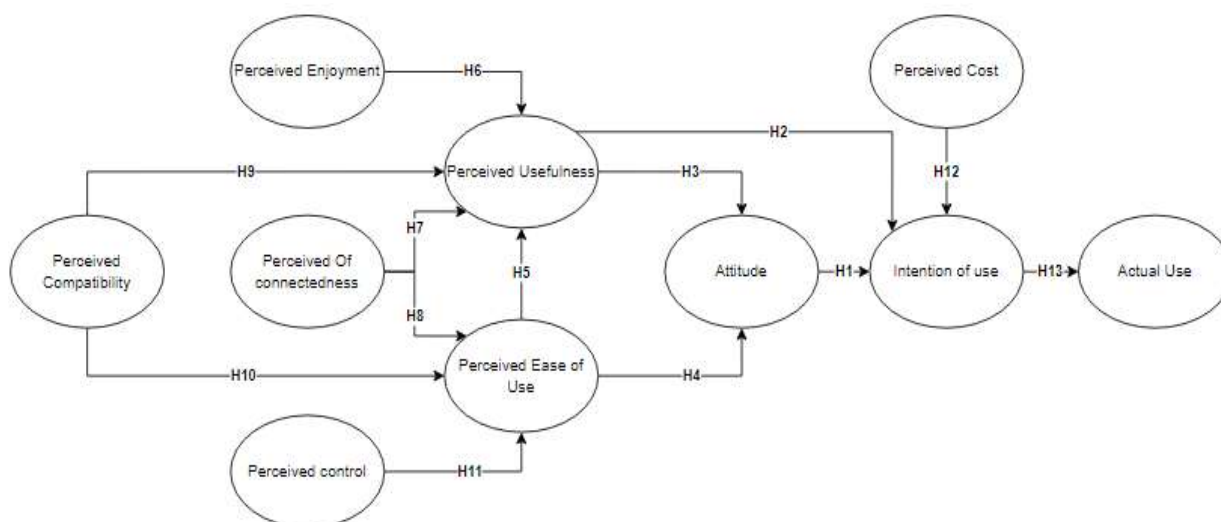 Perceived Enjoyment
H6
Perceived Cost
H2
H9
Perceived Usefulness
H3
H12
H7
Perceived
Compatibility
Perceived Of
connectedness
H5
Attitude
H1
Intention of use
H13
Actual Use
H8
H10
Perceived Ease of
Use
H4
Perceived control
H11